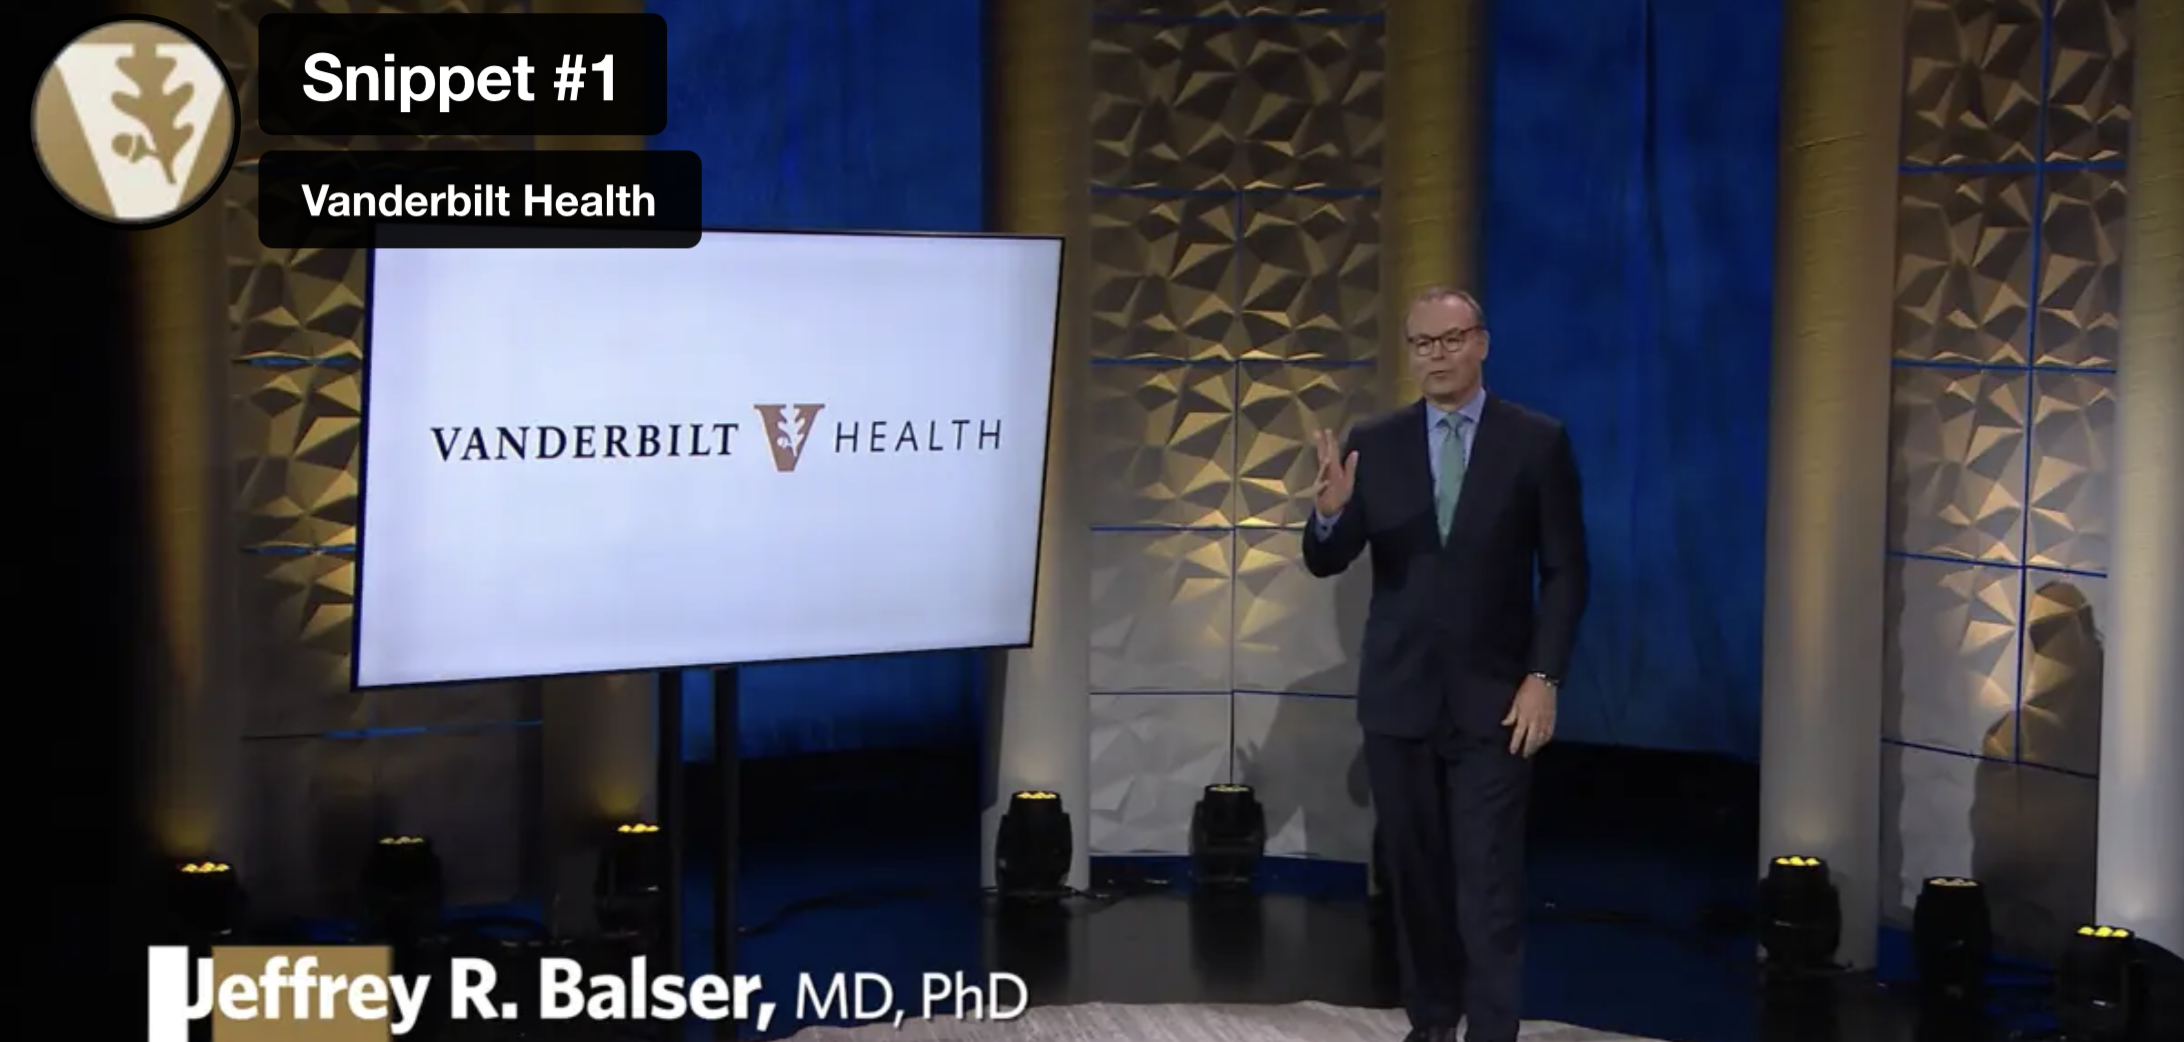 Snippet #1
Vanderbilt Health
VANDERBILT V HEALTH
Jeffrey R. Balser, MD, PhD